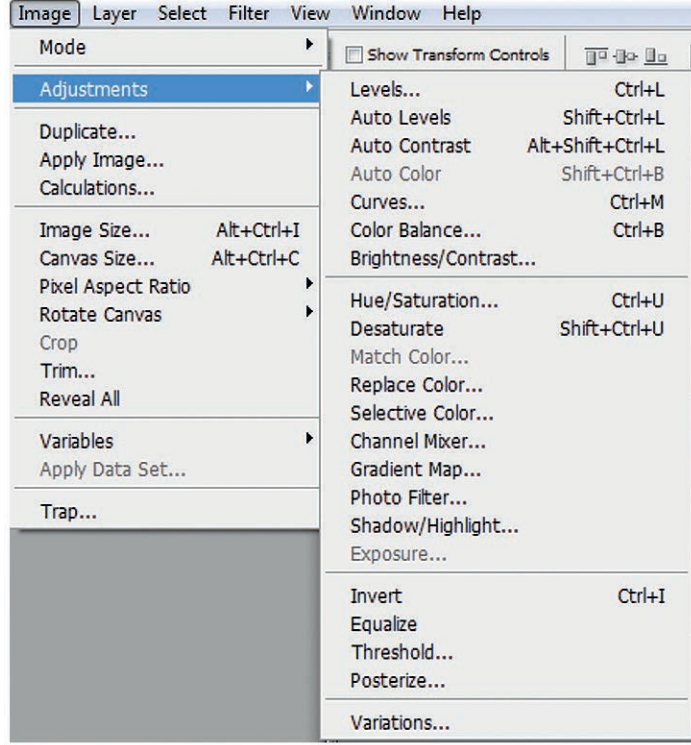 Image Layer Select Filter View Window Help
Mode
Show Transform Controls
Adjustments
Duplicate...
Apply Image...
Calculations...
Image Size... Alt+Ctrl+I
Canvas Size... Alt+Ctrl+C
Pixel Aspect Ratio
Rotate Canvas
Crop
Trim...
Reveal All
Variables
Apply Data Set...
Trap...
Levels... Ctrl+L
Auto Levels Shift+Ctrl+L
Auto Contrast Alt+Shift+Ctrl+L
Auto Color Shift+Ctrl+B
Curves... Ctrl+M
Color Balance... Ctrl+B
Brightness/Contrast...
Hue/Saturation... Ctrl+U
Desaturate Shift+Ctrl+U
Match Color...
Replace Color...
Selective Color...
Channel Mixer...
Gradient Map...
Photo Filter...
Shadow/Highlight...
Exposure...
Invert Ctrl+I
Equalize
Threshold...
Posterize...
Variations...